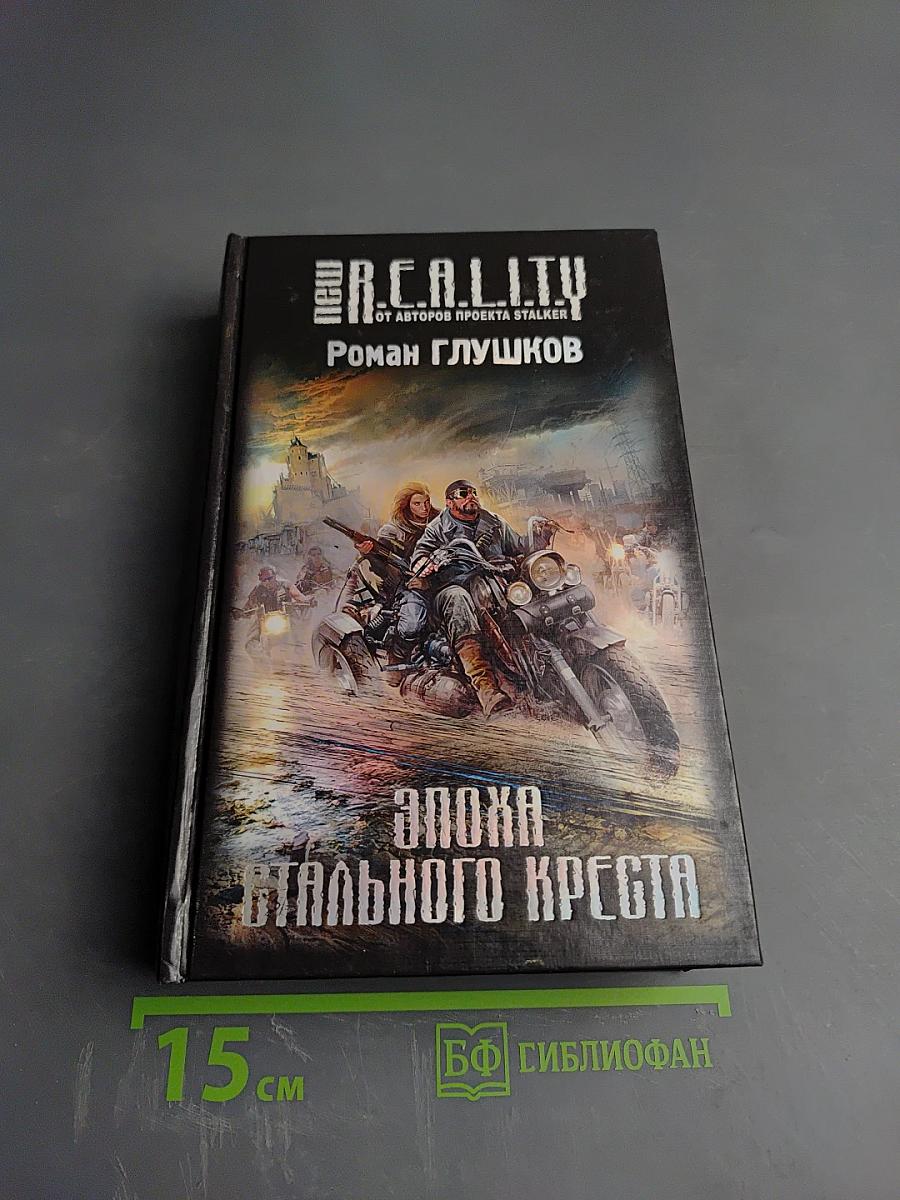 new R.E.A.L.I.T.Y
ОТ АВТОРОВ ПРОЕКТА STALKER
Роман ГЛУШКОВ
ЭПОХА
СТАЛЬНОГО КРЕСТА
15 см
БФ БИБЛИОФАН